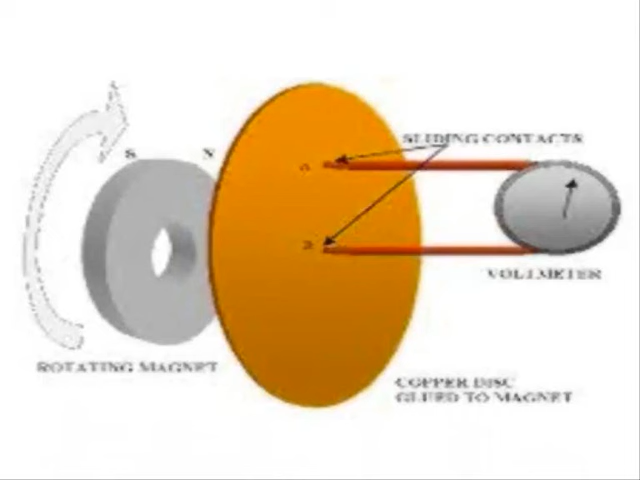 S N
SLIDING CONTACTS
A
B
VOLTMETER
ROTATING MAGNET
COPPER DISC
GLUED TO MAGNET